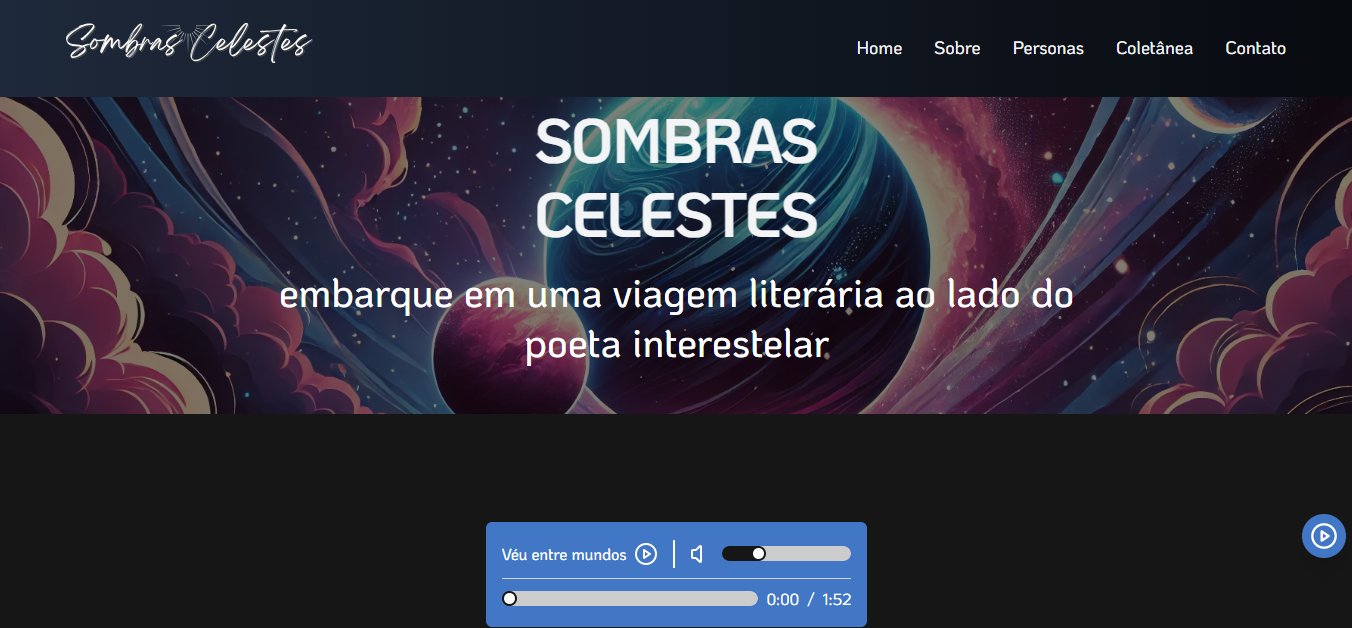 Sombras Celestes
Home Sobre Personas Coletânea Contato
SOMBRAS
CELESTES
embarque em uma viagem literária ao lado do
poeta interestelar
Véu entre mundos
0:00 / 1:52